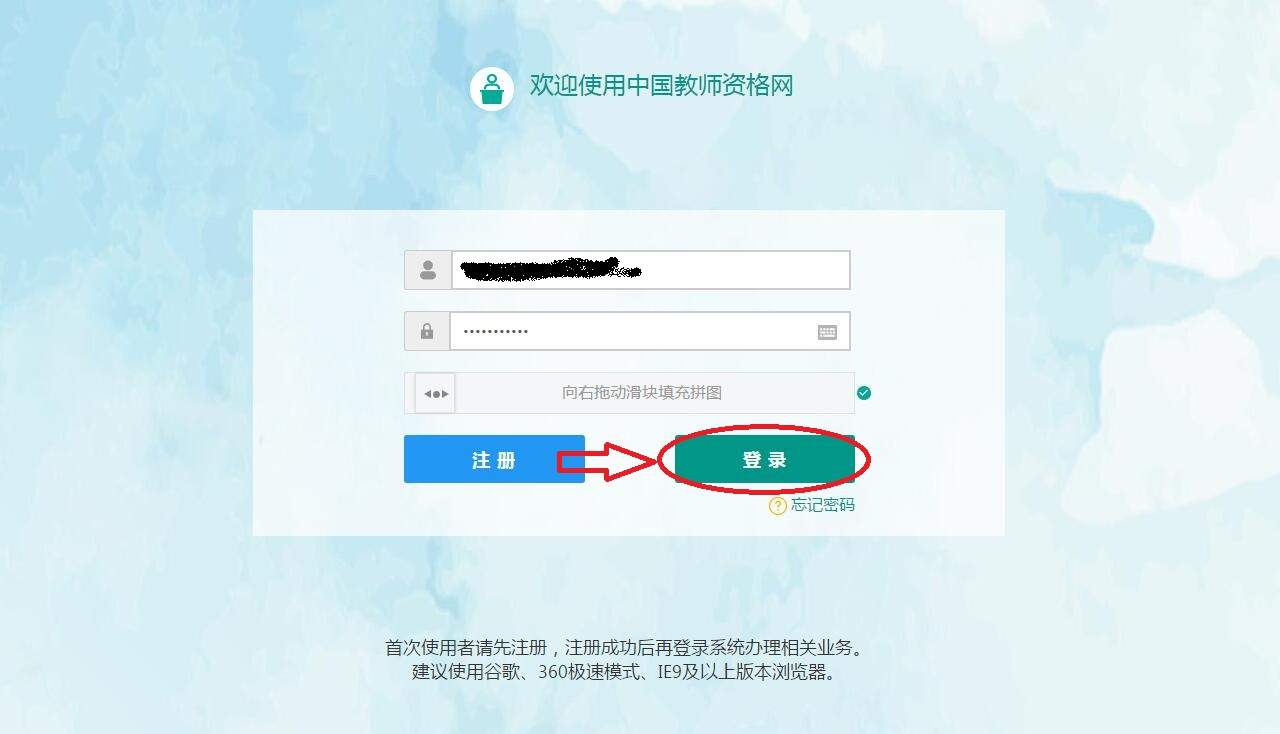 欢迎使用中国教师资格网
•••••••••••
向右拖动滑块填充拼图
注 册
登 录
? 忘记密码
首次使用者请先注册，注册成功后再登录系统办理相关业务。
建议使用谷歌、360极速模式、IE9及以上版本浏览器。